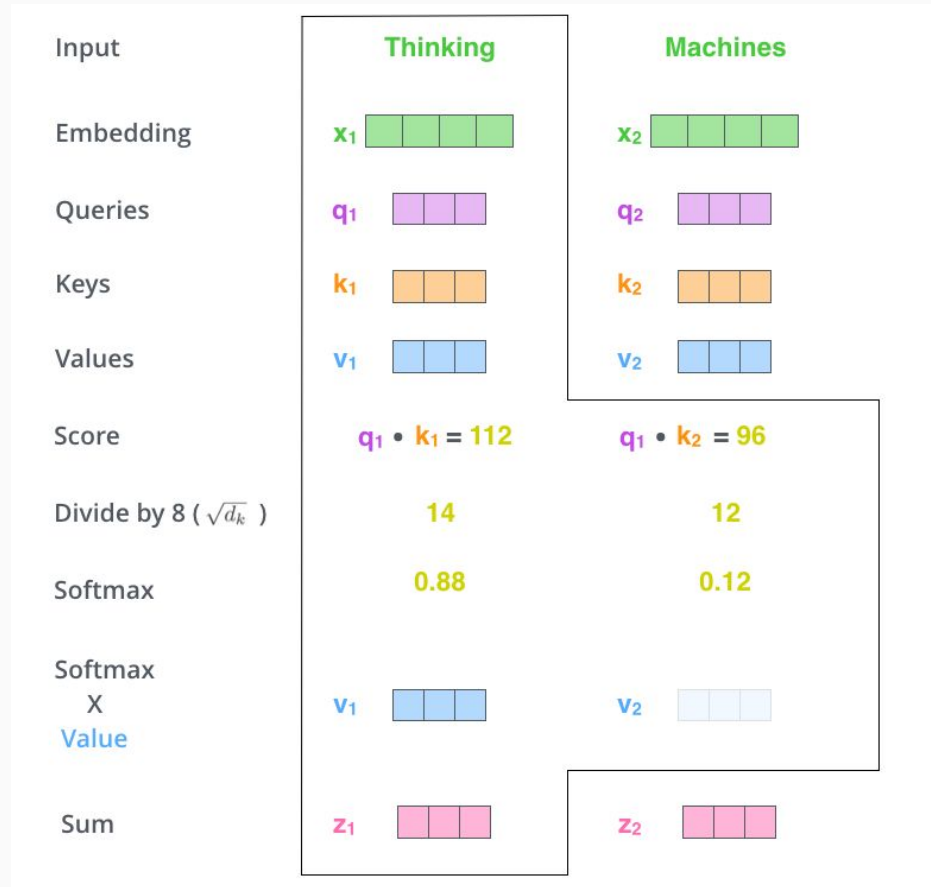 Input Thinking Machines
Embedding x₁ x₂
Queries q₁ q₂
Keys k₁ k₂
Values v₁ v₂
Score q₁ • k₁ = 112 q₁ • k₂ = 96
Divide by 8 ( √dₖ ) 14 12
Softmax 0.88 0.12
Softmax
X
Value v₁ v₂
Sum z₁ z₂